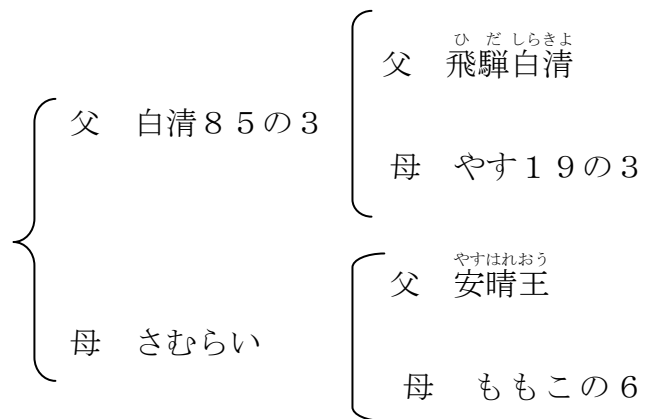 ひだしらきよ
父 飛騨白清
父 白清８５の３
母 やす１９の３
やすはれおう
父 安晴王
母 さむらい
母 ももこの６